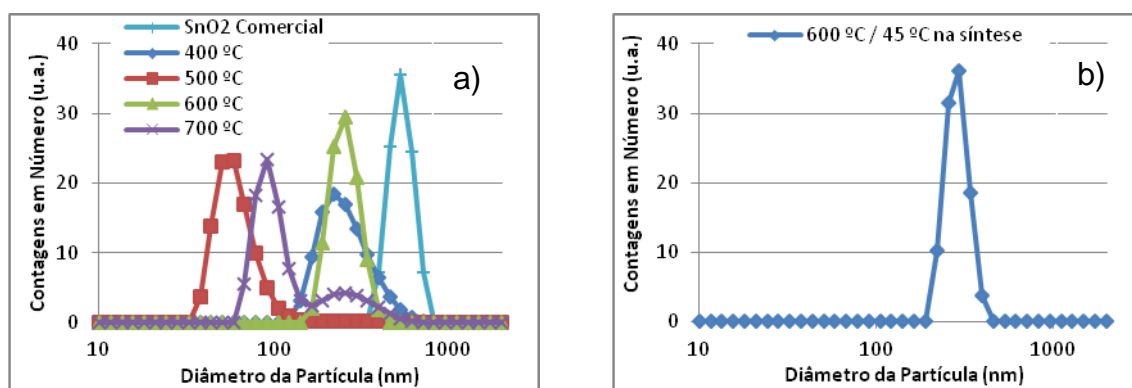 SnO2 Comercial
400 ºC
500 ºC
600 ºC
700 ºC
a)
Contagens em Número (u.a.)
40
30
20
10
0
10
100
1000
Diâmetro da Partícula (nm)
600 ºC / 45 ºC na síntese
b)
Contagens em Número (u.a.)
40
30
20
10
0
10
100
1000
Diâmetro da Partícula (nm)